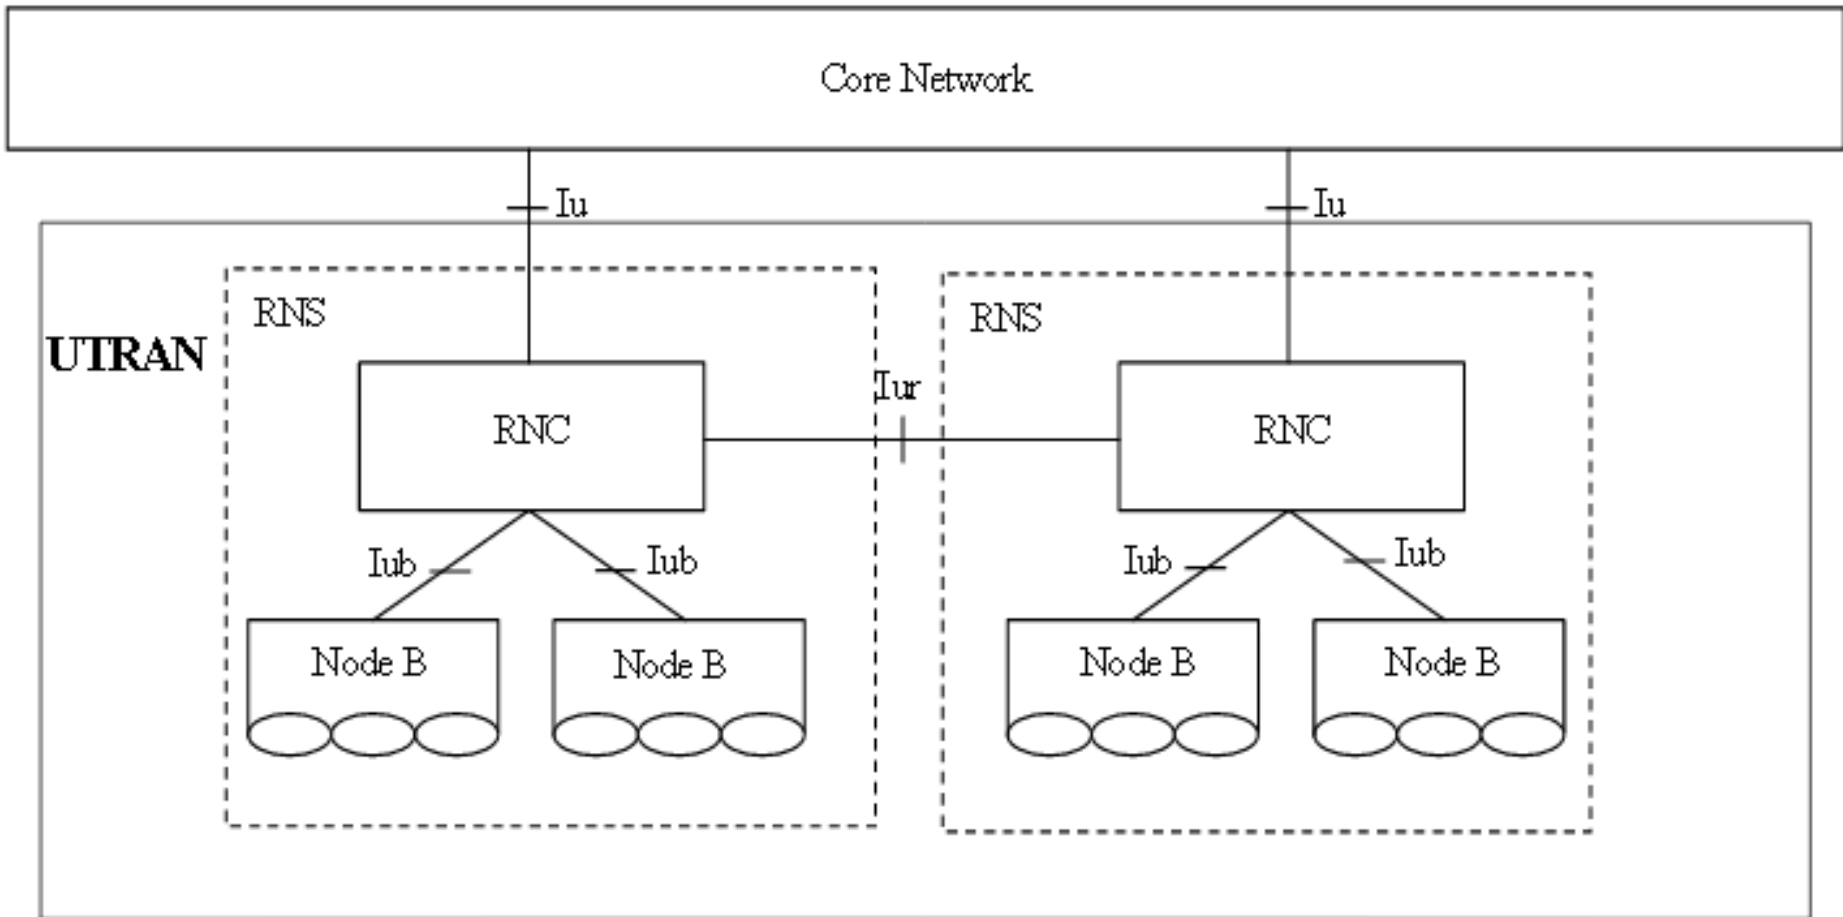 Core Network
Iu
Iu
RNS
RNS
UTRAN
Iur
RNC
RNC
Iub
Iub
Iub
Iub
Node B
Node B
Node B
Node B